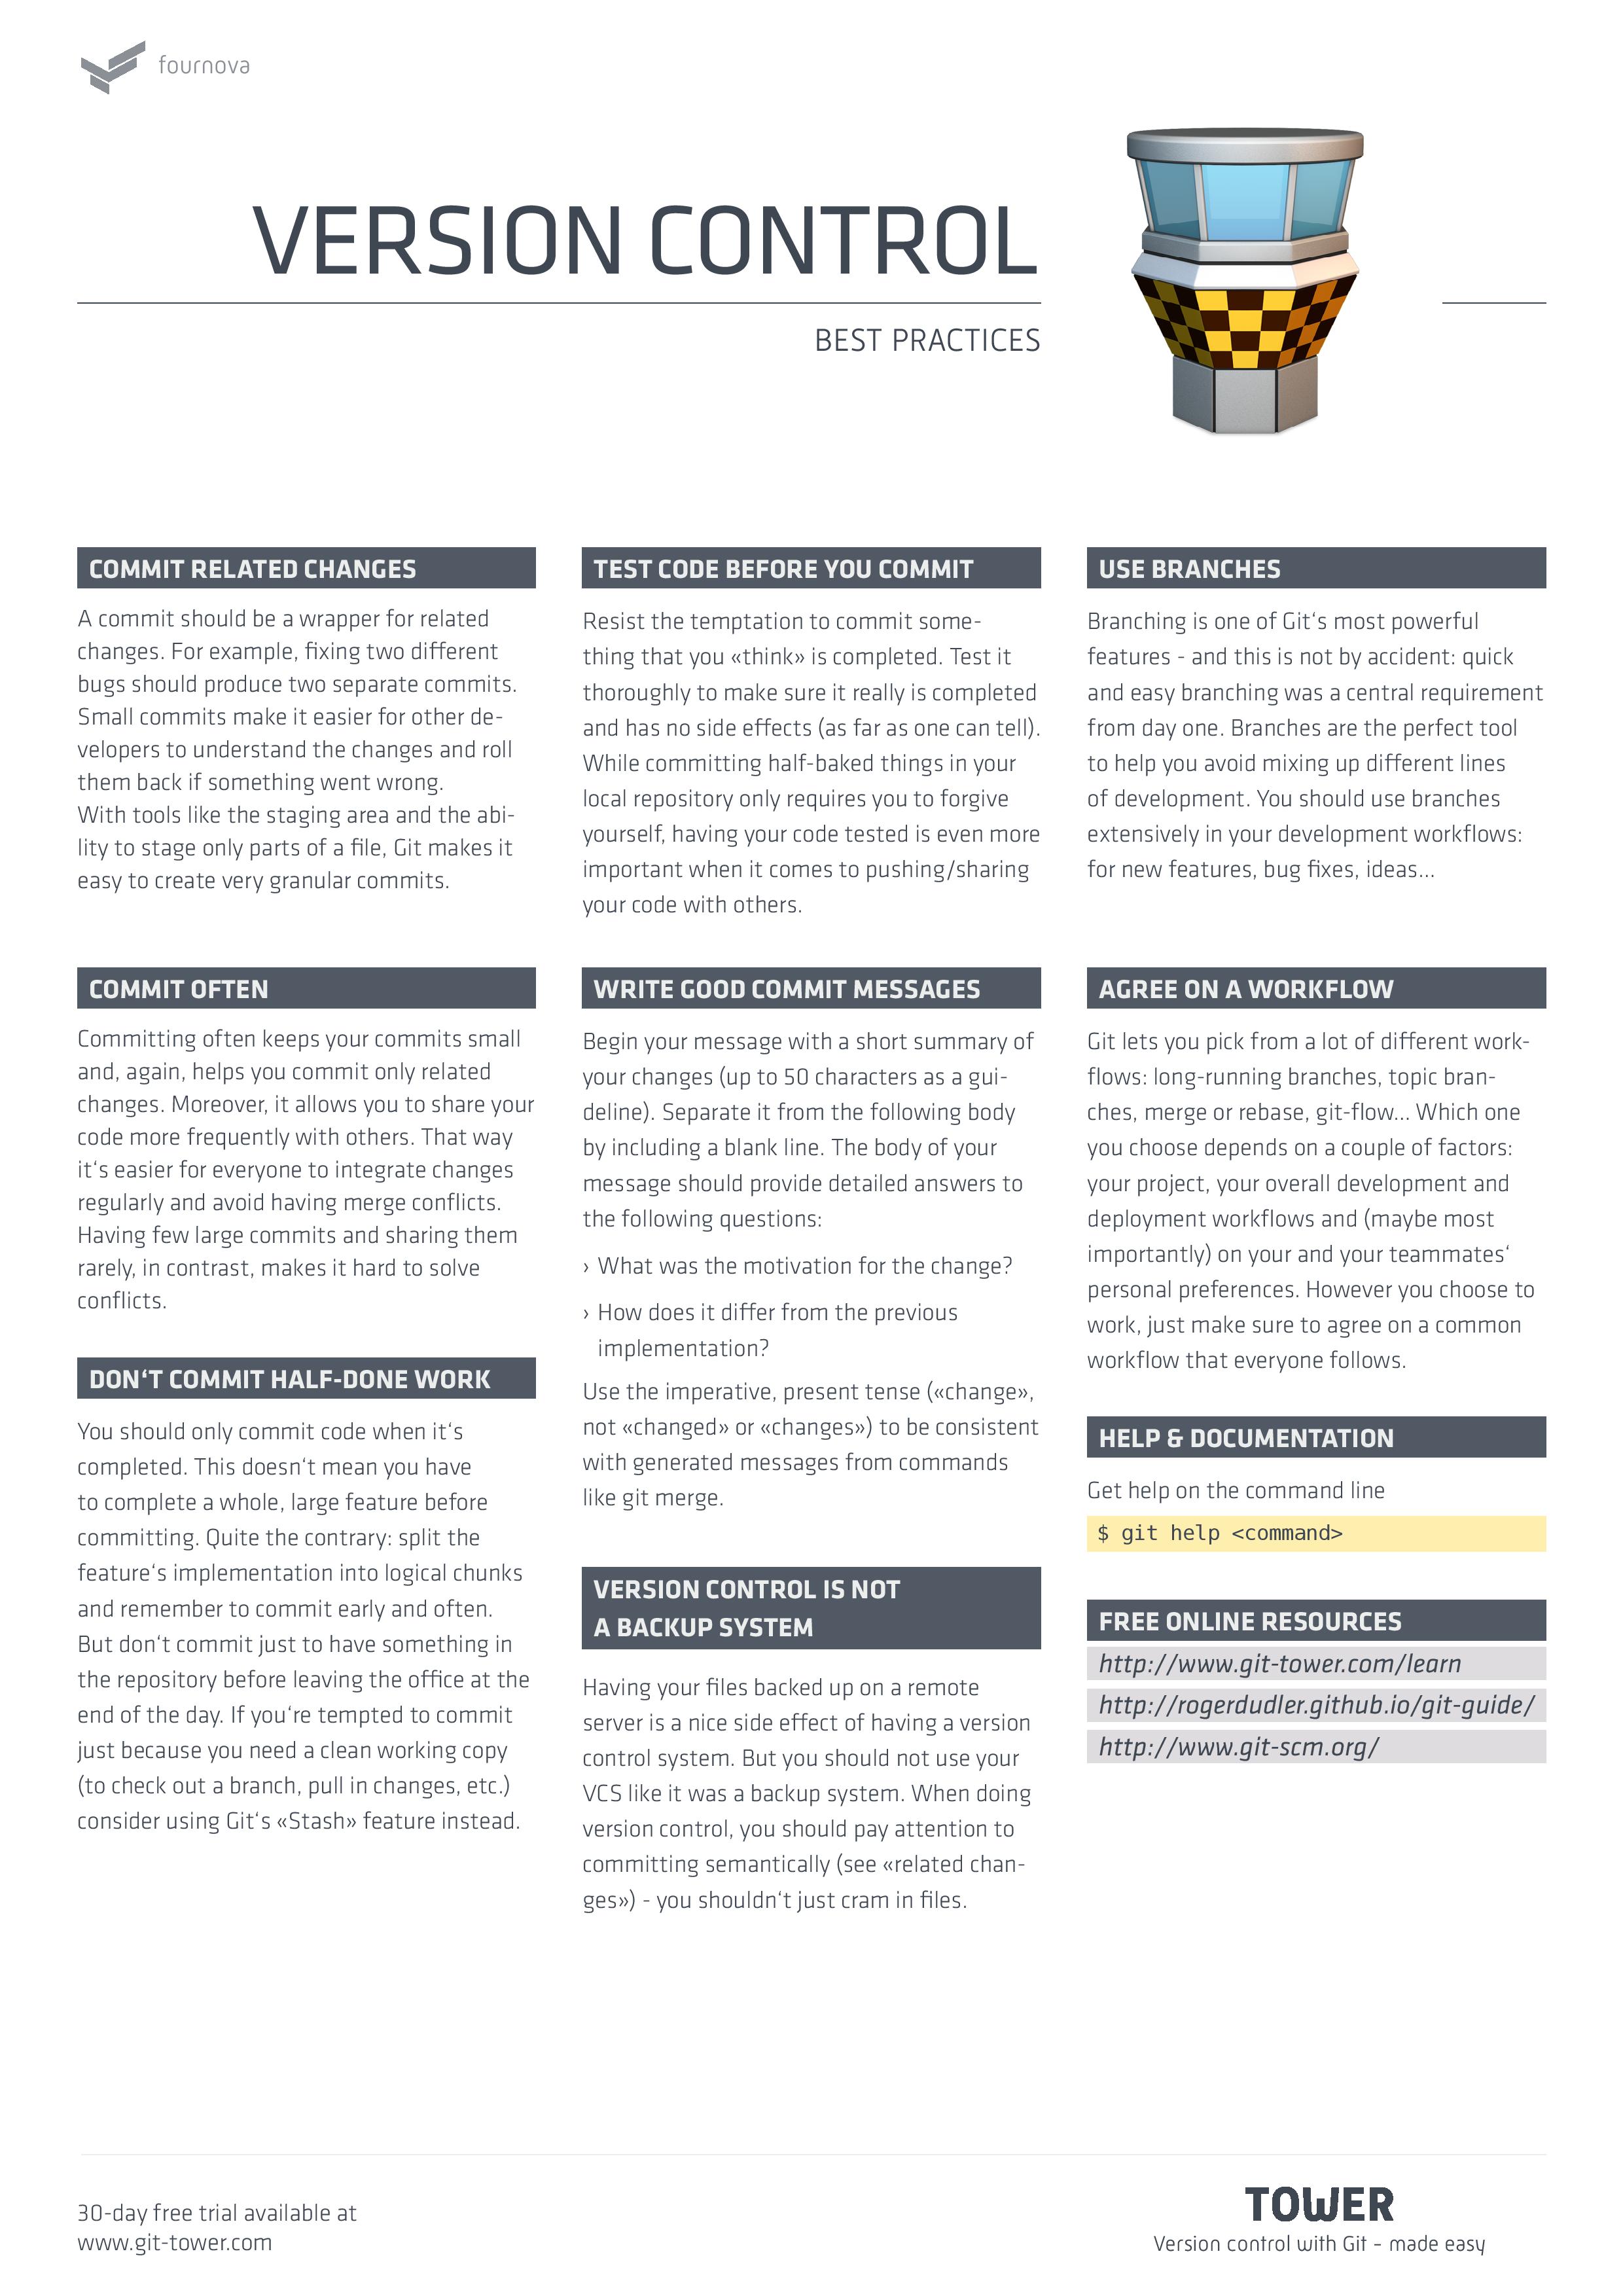 fournova
VERSION CONTROL
BEST PRACTICES
COMMIT RELATED CHANGES
A commit should be a wrapper for related
changes. For example, fixing two different
bugs should produce two separate commits.
Small commits make it easier for other de-
velopers to understand the changes and roll
them back if something went wrong.
With tools like the staging area and the abi-
lity to stage only parts of a file, Git makes it
easy to create very granular commits.
COMMIT OFTEN
Committing often keeps your commits small
and, again, helps you commit only related
changes. Moreover, it allows you to share your
code more frequently with others. That way
it‘s easier for everyone to integrate changes
regularly and avoid having merge conflicts.
Having few large commits and sharing them
rarely, in contrast, makes it hard to solve
conflicts.
DON‘T COMMIT HALF-DONE WORK
You should only commit code when it‘s
completed. This doesn‘t mean you have
to complete a whole, large feature before
committing. Quite the contrary: split the
feature‘s implementation into logical chunks
and remember to commit early and often.
But don‘t commit just to have something in
the repository before leaving the office at the
end of the day. If you‘re tempted to commit
just because you need a clean working copy
(to check out a branch, pull in changes, etc.)
consider using Git‘s «Stash» feature instead.
TEST CODE BEFORE YOU COMMIT
Resist the temptation to commit some-
thing that you «think» is completed. Test it
thoroughly to make sure it really is completed
and has no side effects (as far as one can tell).
While committing half-baked things in your
local repository only requires you to forgive
yourself, having your code tested is even more
important when it comes to pushing/sharing
your code with others.
WRITE GOOD COMMIT MESSAGES
Begin your message with a short summary of
your changes (up to 50 characters as a gui-
deline). Separate it from the following body
by including a blank line. The body of your
message should provide detailed answers to
the following questions:
› What was the motivation for the change?
› How does it differ from the previous
implementation?
Use the imperative, present tense («change»,
not «changed» or «changes») to be consistent
with generated messages from commands
like git merge.
VERSION CONTROL IS NOT
A BACKUP SYSTEM
Having your files backed up on a remote
server is a nice side effect of having a version
control system. But you should not use your
VCS like it was a backup system. When doing
version control, you should pay attention to
committing semantically (see «related chan-
ges») - you shouldn‘t just cram in files.
USE BRANCHES
Branching is one of Git‘s most powerful
features - and this is not by accident: quick
and easy branching was a central requirement
from day one. Branches are the perfect tool
to help you avoid mixing up different lines
of development. You should use branches
extensively in your development workflows:
for new features, bug fixes, ideas...
AGREE ON A WORKFLOW
Git lets you pick from a lot of different work-
flows: long-running branches, topic bran-
ches, merge or rebase, git-flow... Which one
you choose depends on a couple of factors:
your project, your overall development and
deployment workflows and (maybe most
importantly) on your and your teammates‘
personal preferences. However you choose to
work, just make sure to agree on a common
workflow that everyone follows.
HELP & DOCUMENTATION
Get help on the command line
$ git help <command>
FREE ONLINE RESOURCES
http://www.git-tower.com/learn
http://rogerdudler.github.io/git-guide/
http://www.git-scm.org/
30-day free trial available at
www.git-tower.com
TOWER
Version control with Git - made easy